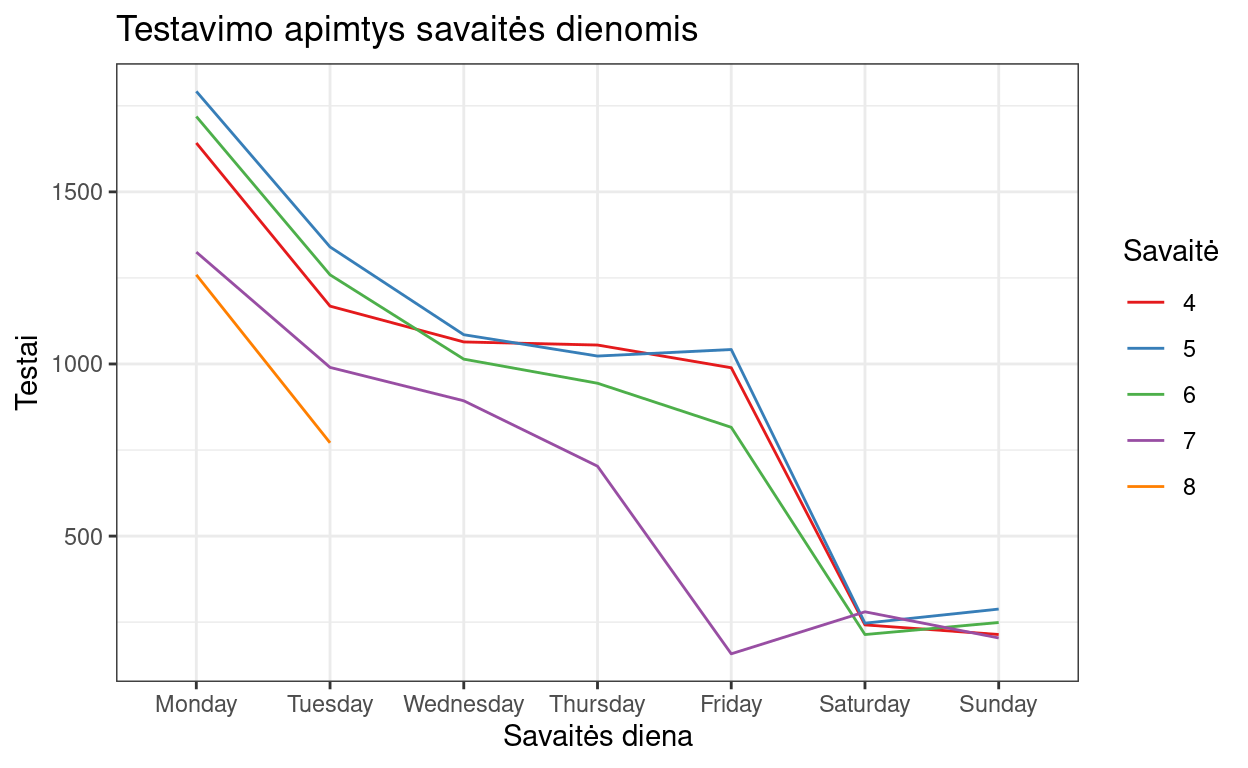 Testavimo apimtys savaitės dienomis
Testai
1500
1000
500
Monday Tuesday Wednesday Thursday Friday Saturday Sunday
Savaitės diena
Savaitė
4
5
6
7
8